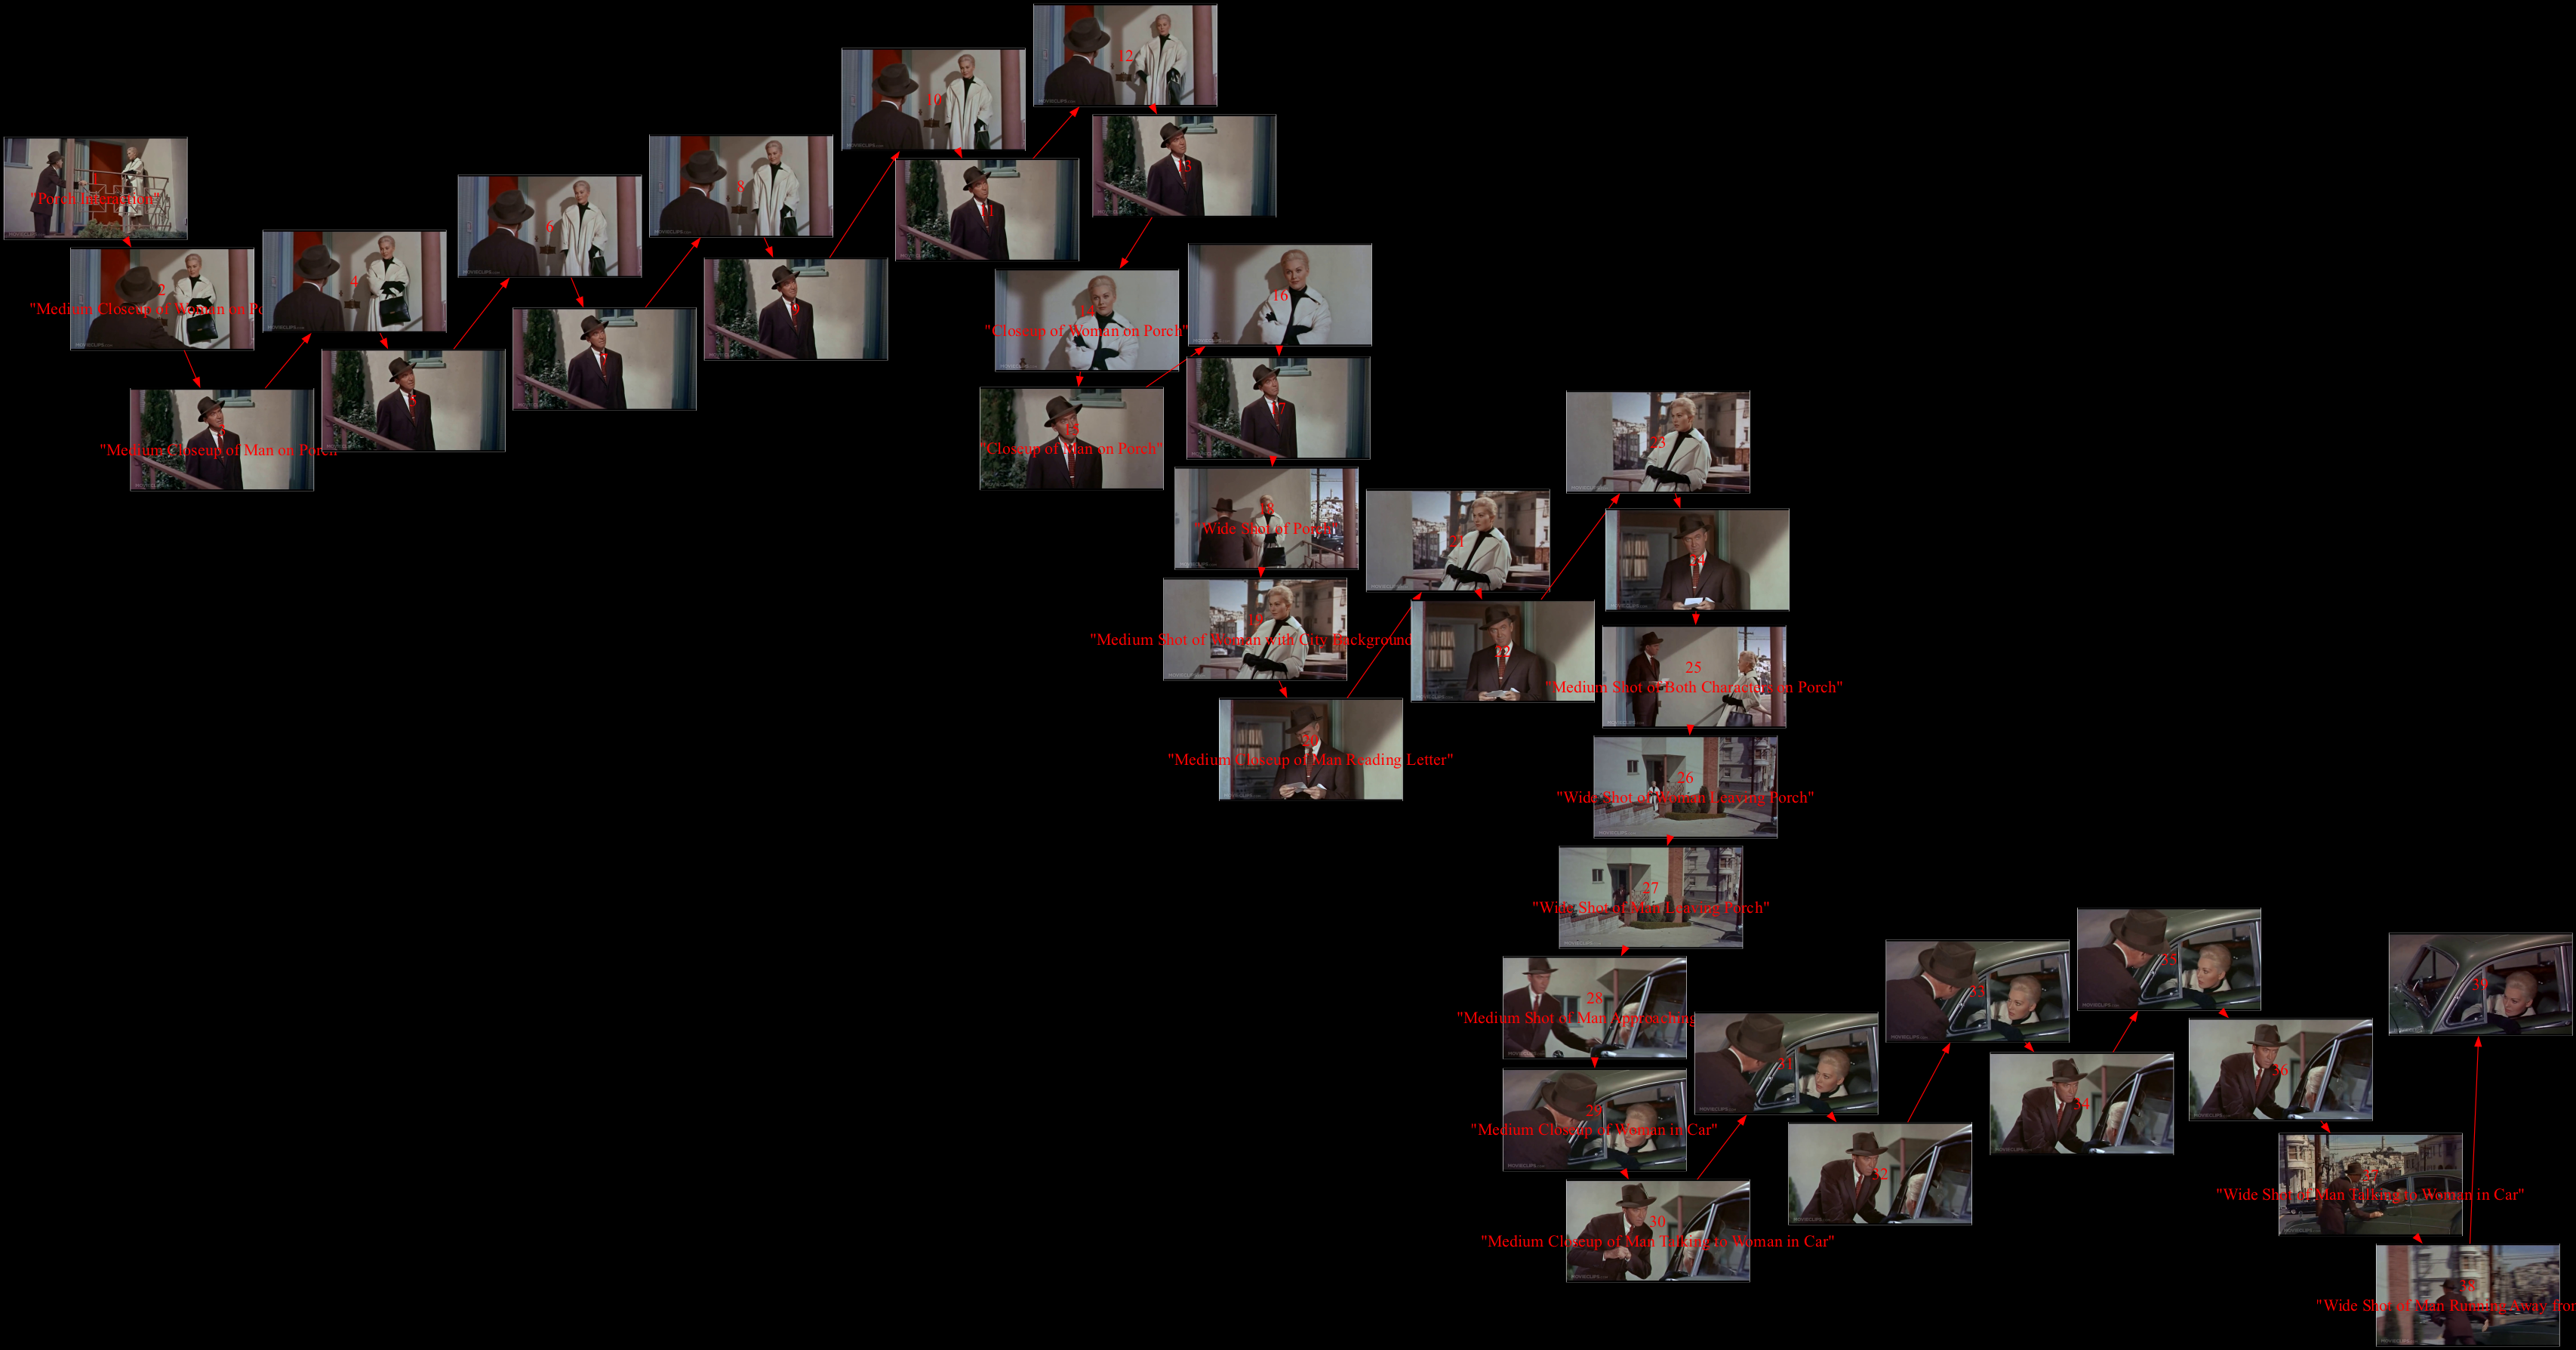 1
"Porch Interaction"
2
"Medium Closeup of Woman on Po
3
"Medium Closeup of Man on Porch
4
5
6
7
8
9
10
11
12
13
14
"Closeup of Woman on Porch"
15
"Closeup of Man on Porch"
16
17
18
"Wide Shot of Porch"
19
"Medium Shot of Woman with City Background
20
"Medium Closeup of Man Reading Letter"
21
22
23
24
25
"Medium Shot of Both Characters on Porch"
26
"Wide Shot of Woman Leaving Porch"
27
"Wide Shot of Man Leaving Porch"
28
"Medium Shot of Man Approaching
29
"Medium Closeup of Woman in Car"
30
"Medium Closeup of Man Talking to Woman in Car"
31
32
33
34
35
36
37
"Wide Shot of Man Talking to Woman in Car"
38
"Wide Shot of Man Running Away from
39
MOVIECLIPS.com